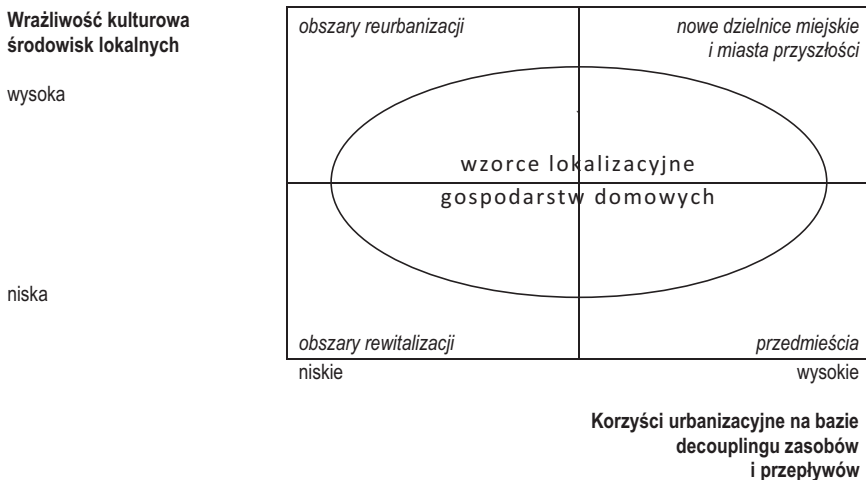 Wrażliwość kulturowa
środowisk lokalnych
wysoka
niska
obszary reurbanizacji
nowe dzielnice miejskie
i miasta przyszłości
wzorce lokalizacyjne
gospodarstw domowych
obszary rewitalizacji
przedmieścia
niskie
wysokie
Korzyści urbanizacyjne na bazie
decouplingu zasobów
i przepływów